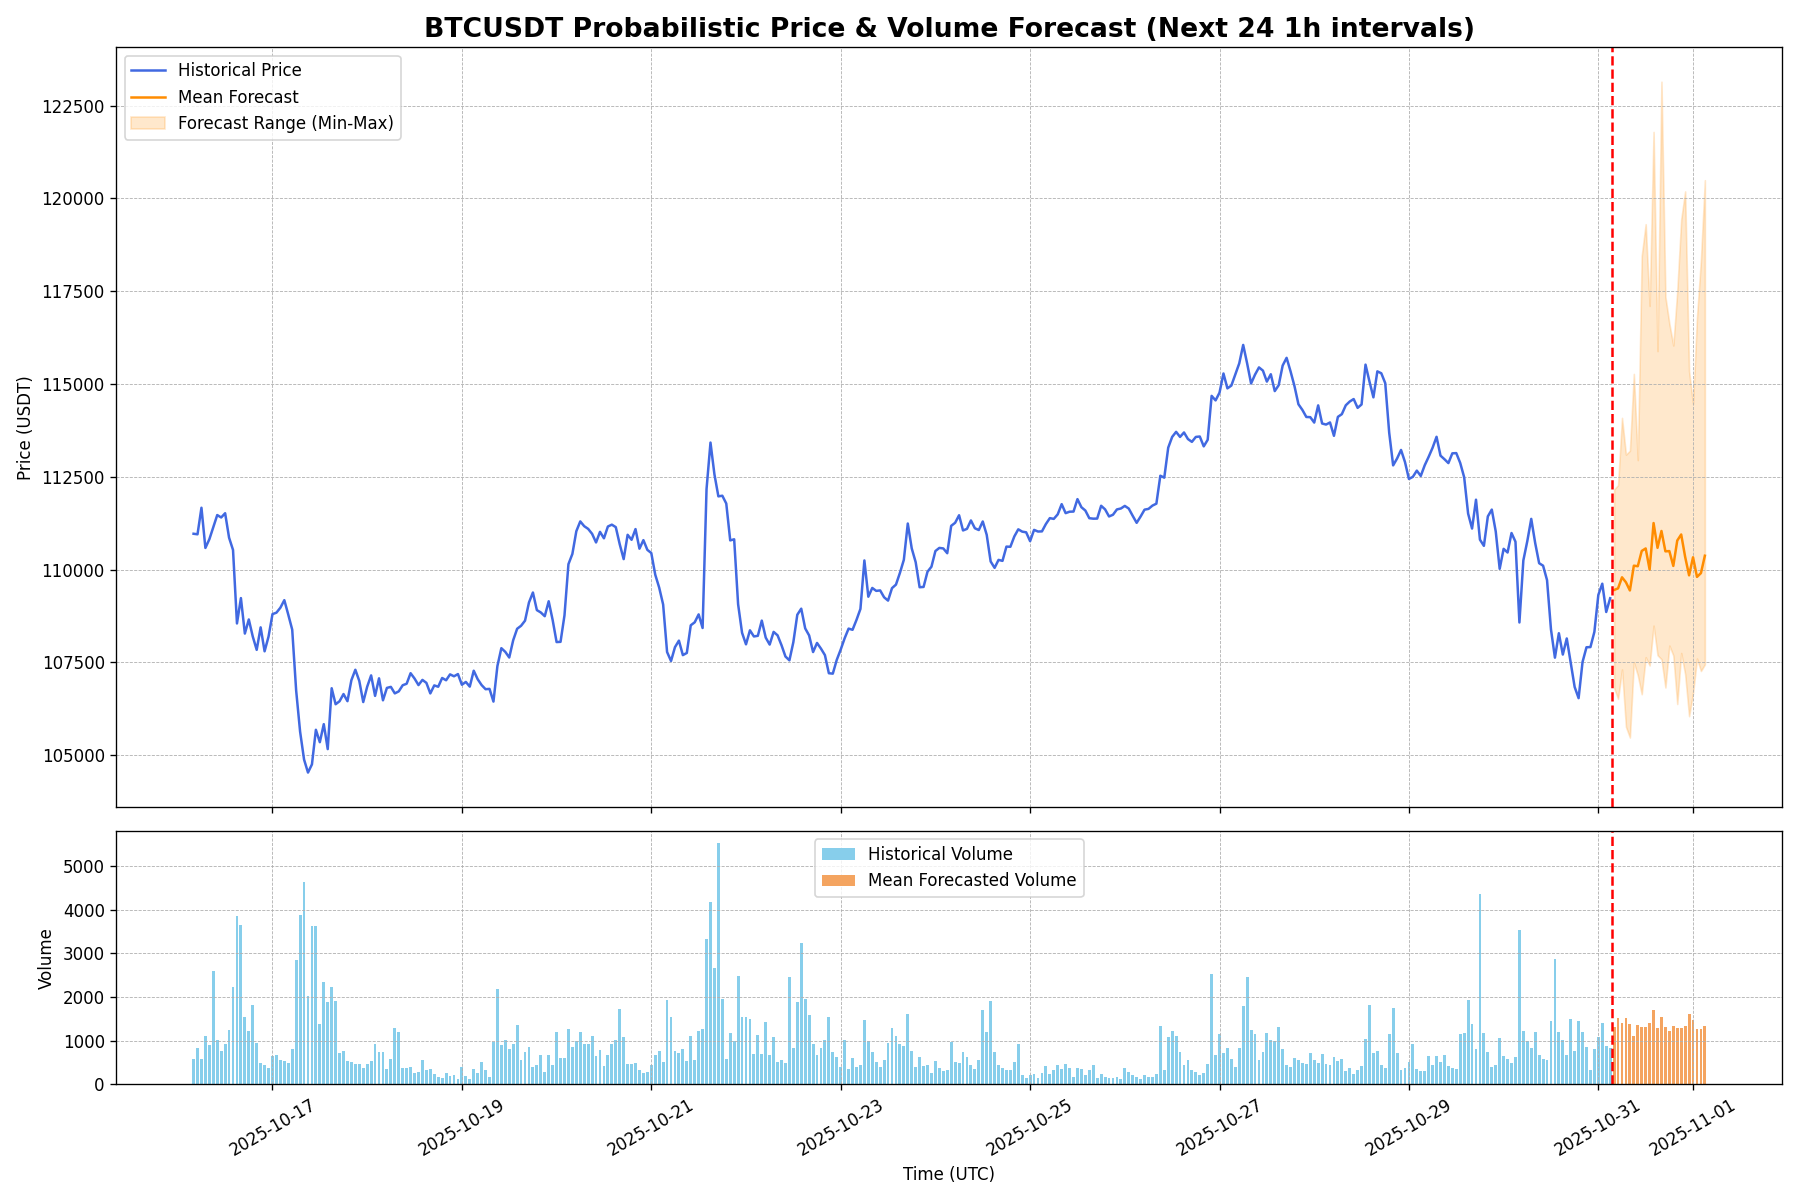 BTCUSDT Probabilistic Price & Volume Forecast (Next 24 1h intervals)
Historical Price
Mean Forecast
Forecast Range (Min-Max)
Price (USDT)
122500
120000
117500
115000
112500
110000
107500
105000
Historical Volume
Mean Forecasted Volume
Volume
5000
4000
3000
2000
1000
0
2025-10-17
2025-10-19
2025-10-21
2025-10-23
2025-10-25
2025-10-27
2025-10-29
2025-10-31
2025-11-01
Time (UTC)